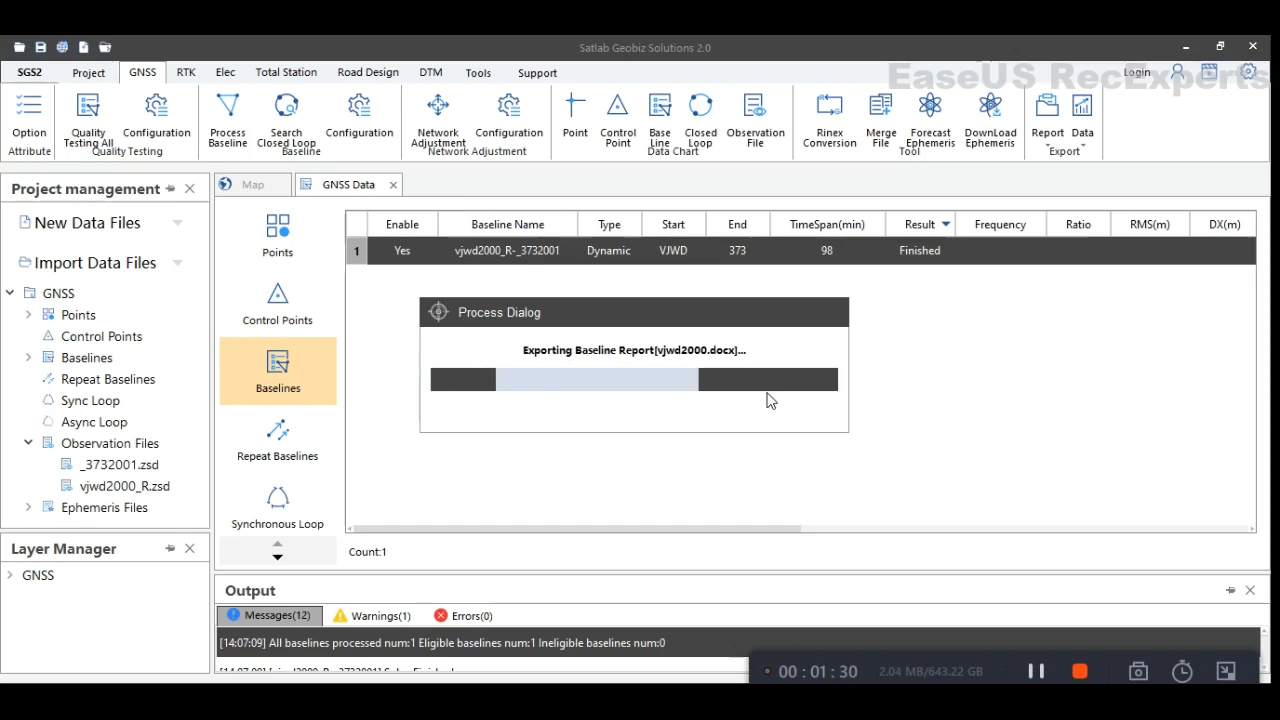 Satlab Geobiz Solutions 2.0
EaseUS RecExperts
SGS2 Project GNSS RTK Elec Total Station Road Design DTM Tools Support Login
Option Quality Testing All Configuration Process Baseline Search Closed Loop Configuration Network Adjustment Configuration Point Control Point Base Line Closed Loop Observation File Rinex Conversion Merge File Forecast Ephemeris DownLoad Ephemeris Report Data
Attribute Quality Testing Baseline Network Adjustment Data Chart Tool Export
Project management
New Data Files
Import Data Files
GNSS
Points
Control Points
Baselines
Repeat Baselines
Sync Loop
Async Loop
Observation Files
_3732001.zsd
vjwd2000_R.zsd
Ephemeris Files
Layer Manager
GNSS
Map GNSS Data
Points
Control Points
Baselines
Repeat Baselines
Synchronous Loop
Enable Baseline Name Type Start End TimeSpan(min) Result Frequency Ratio RMS(m) DX(m)
1 Yes vjwd2000_R-_3732001 Dynamic VJWD 373 98 Finished
Process Dialog
Exporting Baseline Report[vjwd2000.docx]...
Count:1
Output
Messages(12) Warnings(1) Errors(0)
[14:07:09] All baselines processed num:1 Eligible baselines num:1 Ineligible baselines num:0
00:01:30 2.04 MB/643.22 GB